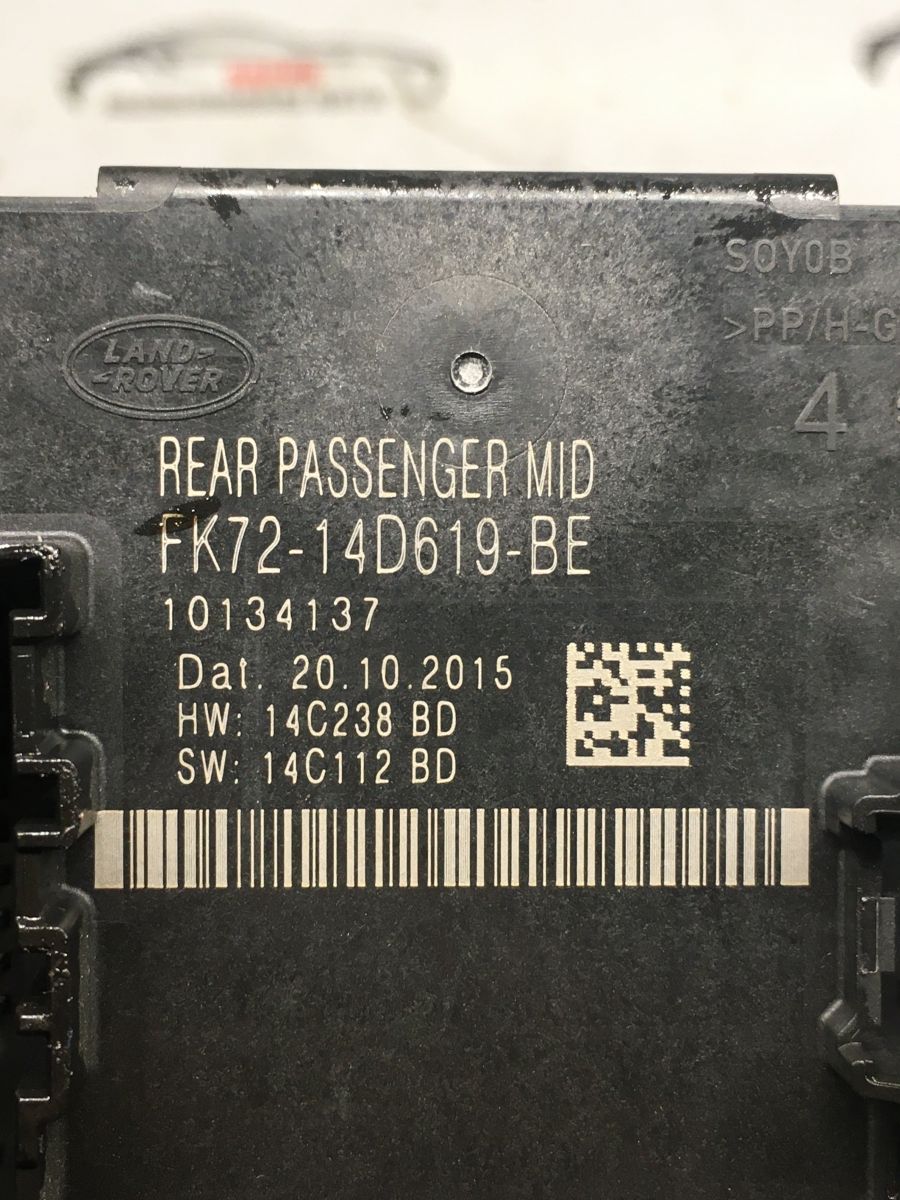 SOYOB
>PP/H-G
4
LAND-
-ROVER
REAR PASSENGER MID
FK72-14D619-BE
10134137
Dat. 20.10.2015
HW: 14C238 BD
SW: 14C112 BD